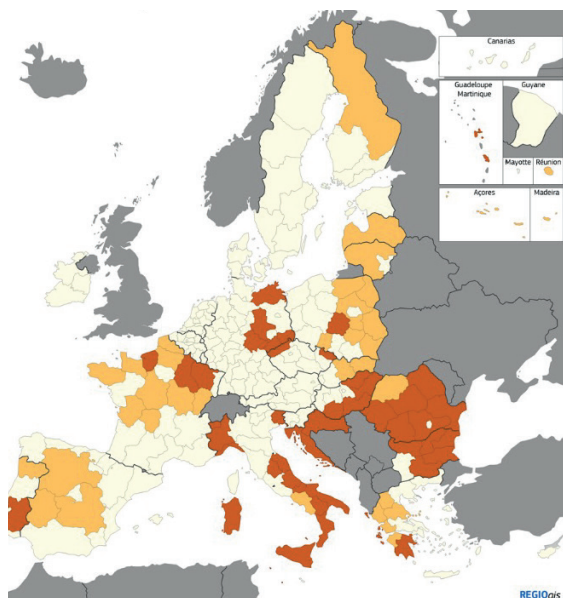 Canarias
Guadeloupe
Martinique
Guyane
Mayotte
Réunion
Açores
Madeira
REGIOgis